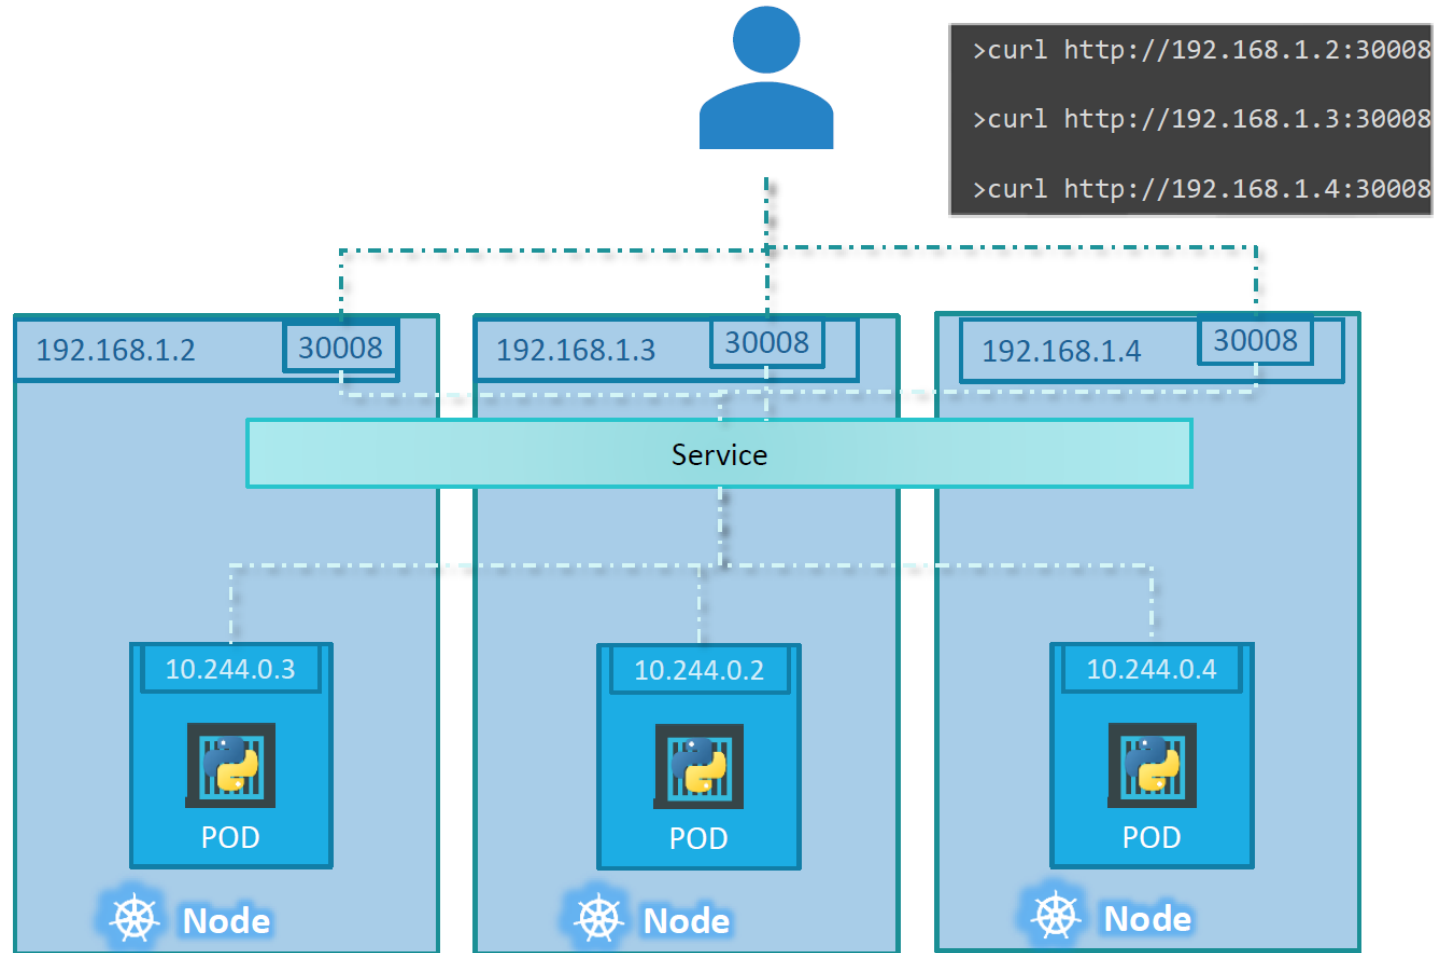 >curl http://192.168.1.2:30008
>curl http://192.168.1.3:30008
>curl http://192.168.1.4:30008
192.168.1.2
30008
192.168.1.3
30008
192.168.1.4
30008
Service
10.244.0.3
10.244.0.2
10.244.0.4
POD
POD
POD
Node
Node
Node